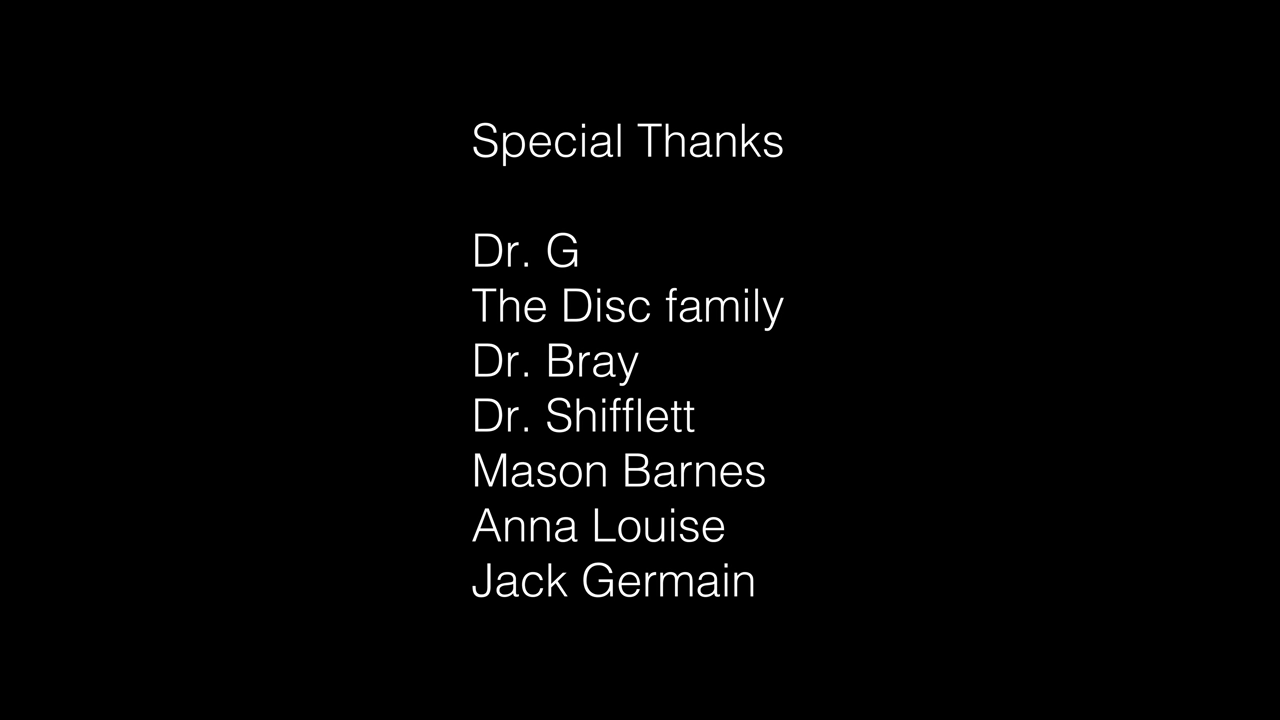 Special Thanks
Dr. G
The Disc family
Dr. Bray
Dr. Shifflett
Mason Barnes
Anna Louise
Jack Germain